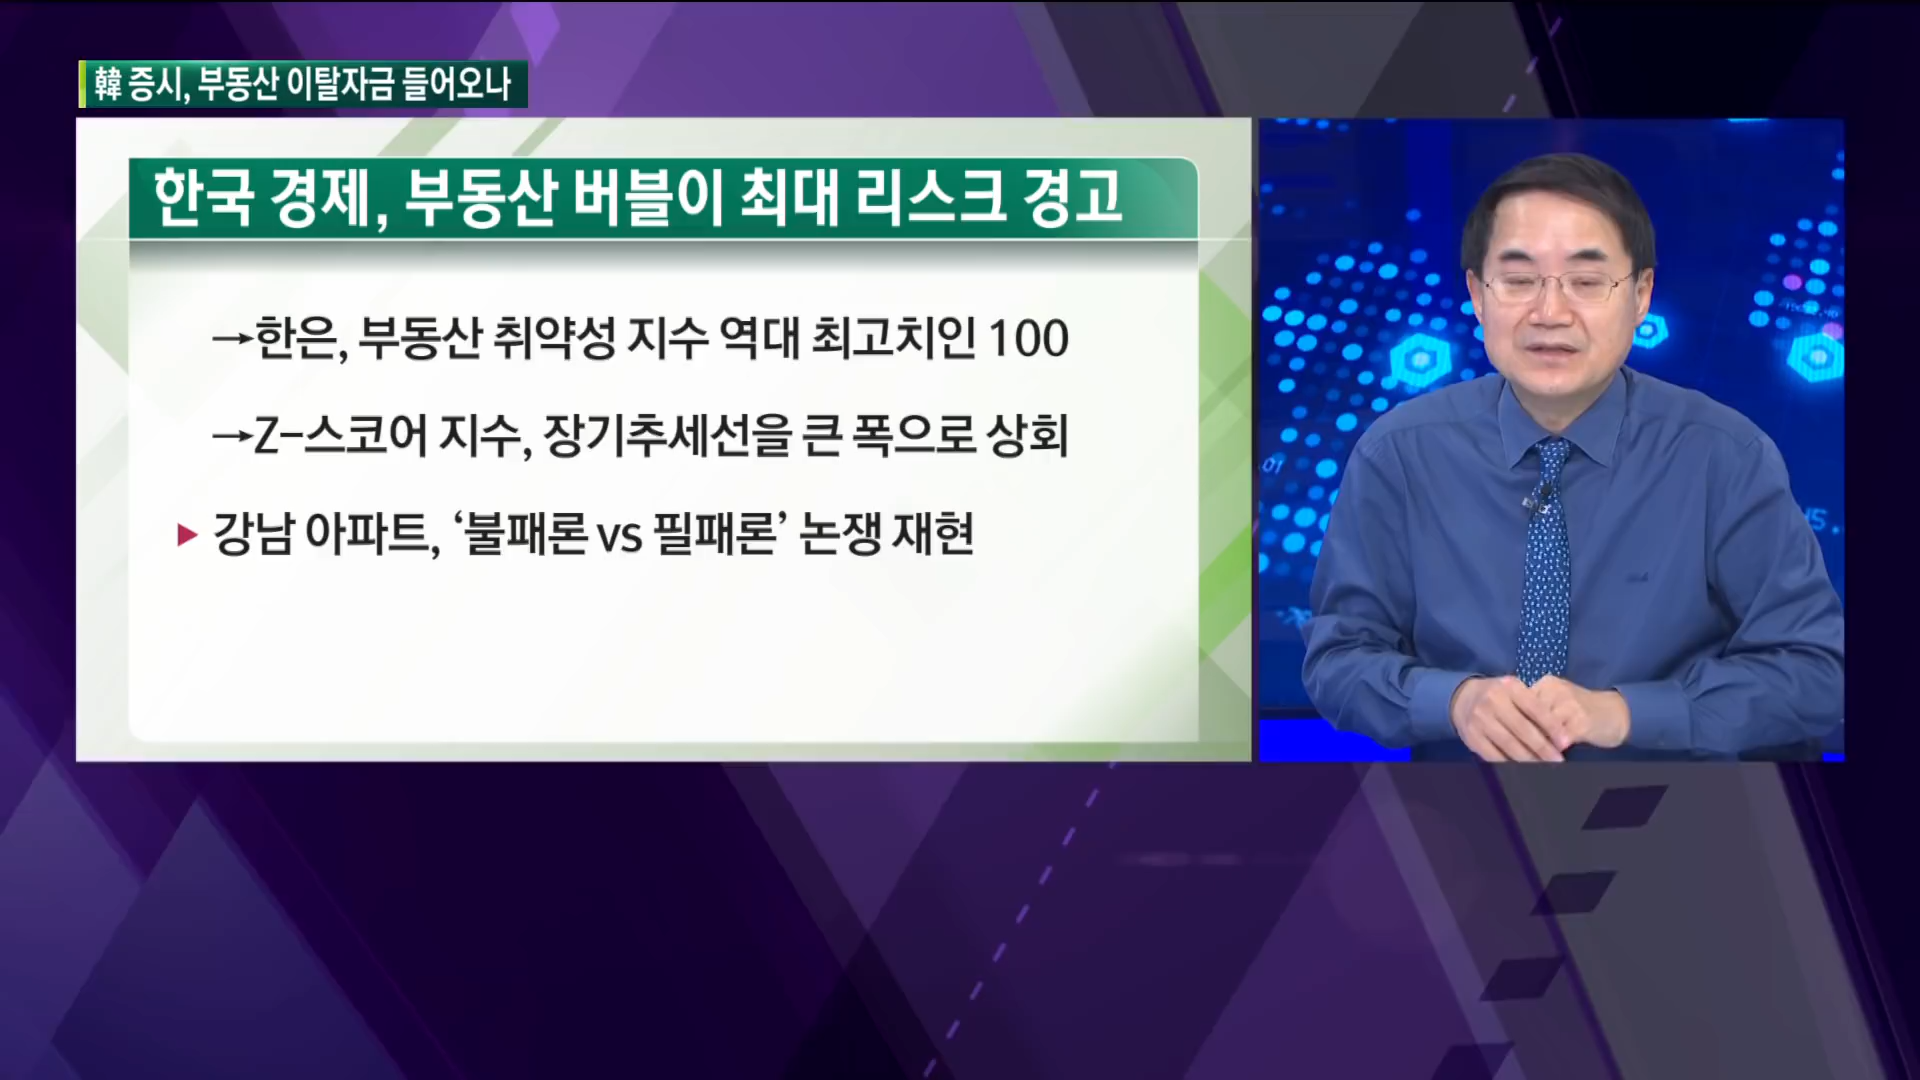 韓 증시, 부동산 이탈자금 들어오나
한국 경제, 부동산 버블이 최대 리스크 경고
→한은, 부동산 취약성 지수 역대 최고치인 100
→Z-스코어 지수, 장기추세선을 큰 폭으로 상회
▶ 강남 아파트, ‘불패론 vs 필패론’ 논쟁 재현